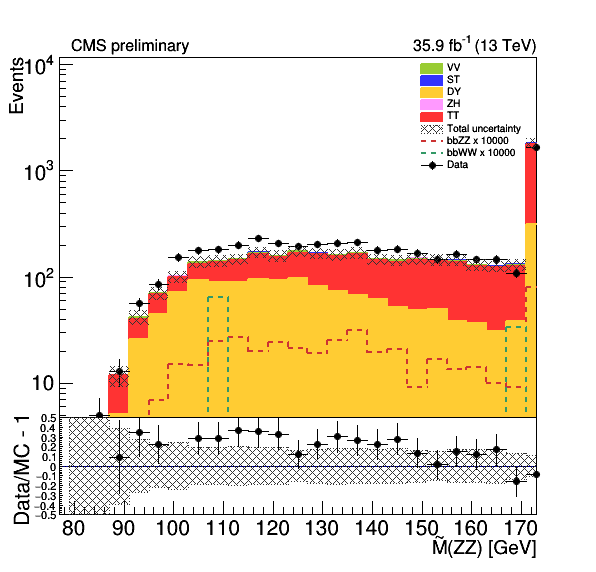 CMS preliminary 35.9 fb⁻¹ (13 TeV)
Events
10⁴
10³
10²
10
VV
ST
DY
ZH
TT
Total uncertainty
bbZZ x 10000
bbWW x 10000
Data
Data/MC - 1
0.5
0.4
0.3
0.2
0.1
0
−0.1
−0.2
−0.3
−0.4
−0.5
80 90 100 110 120 130 140 150 160 170
M̃(ZZ) [GeV]